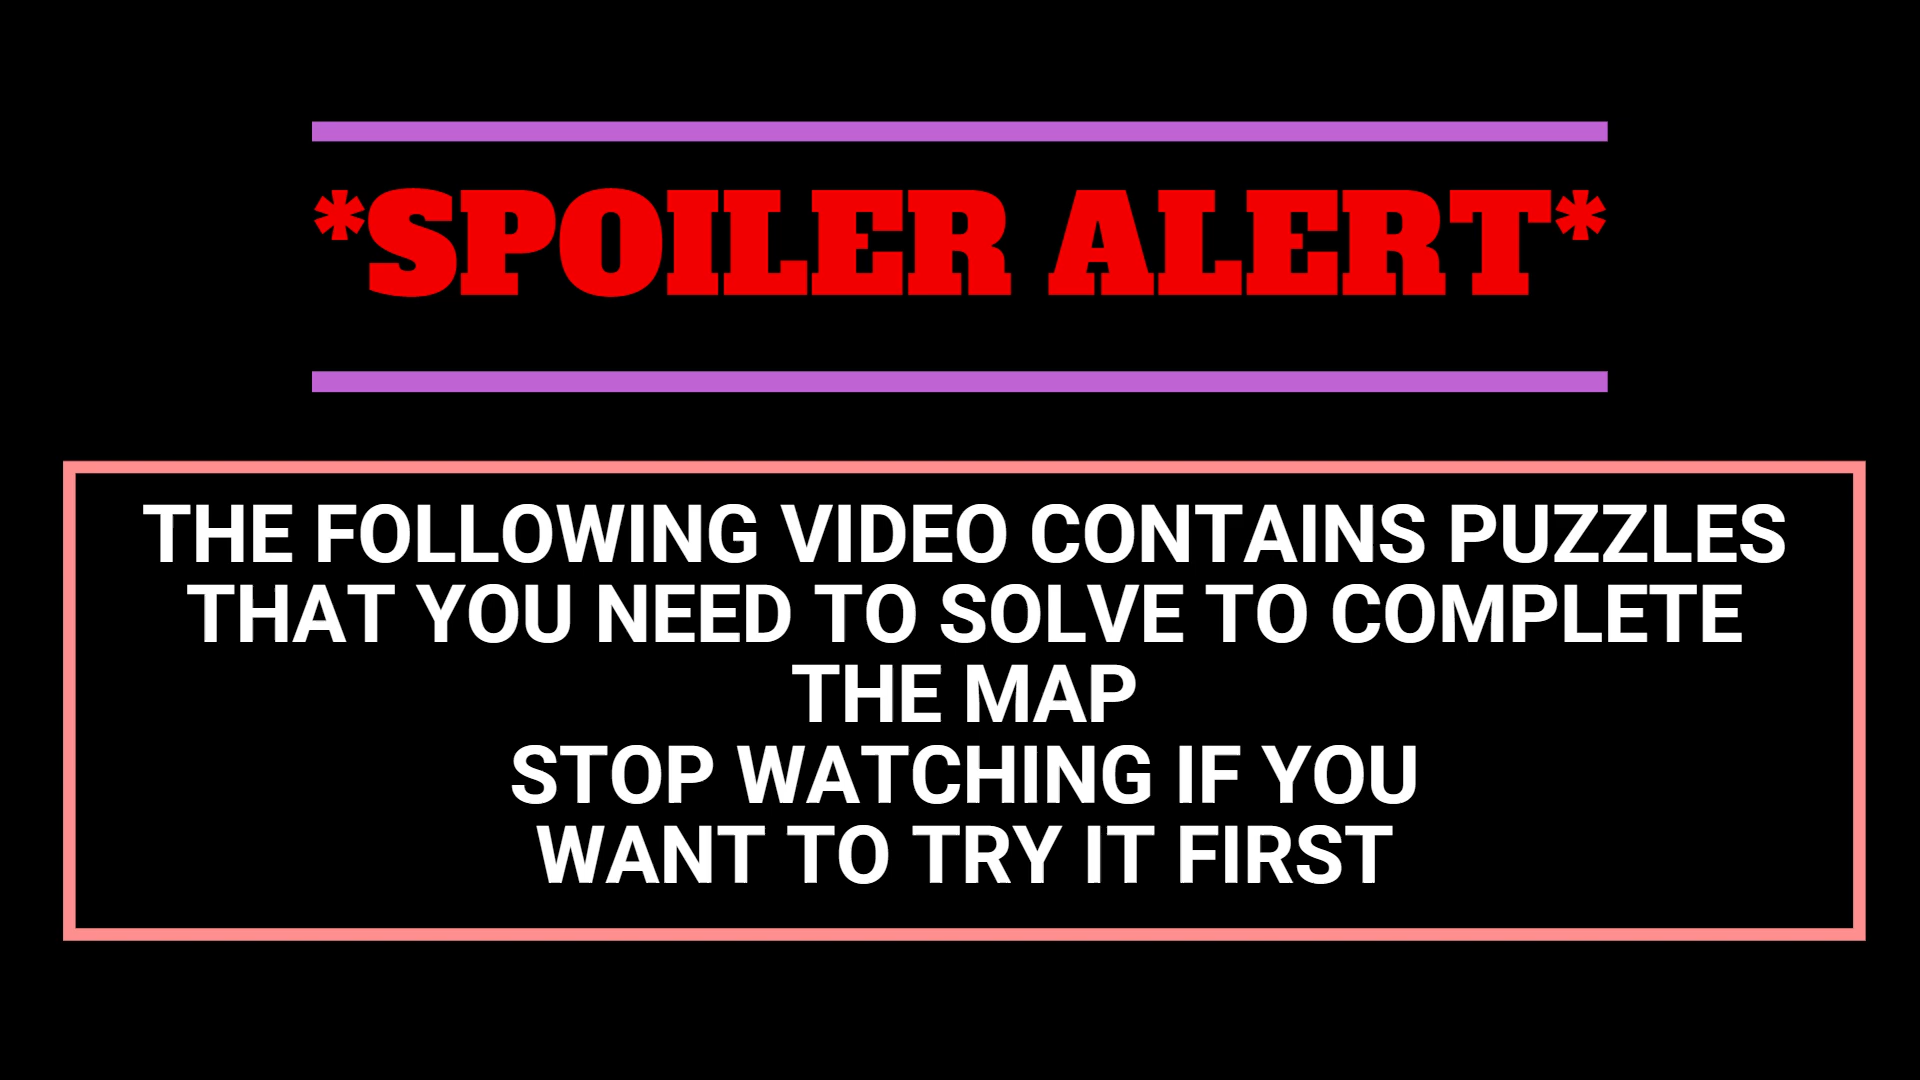 *SPOILER ALERT*
THE FOLLOWING VIDEO CONTAINS PUZZLES
THAT YOU NEED TO SOLVE TO COMPLETE
THE MAP
STOP WATCHING IF YOU
WANT TO TRY IT FIRST